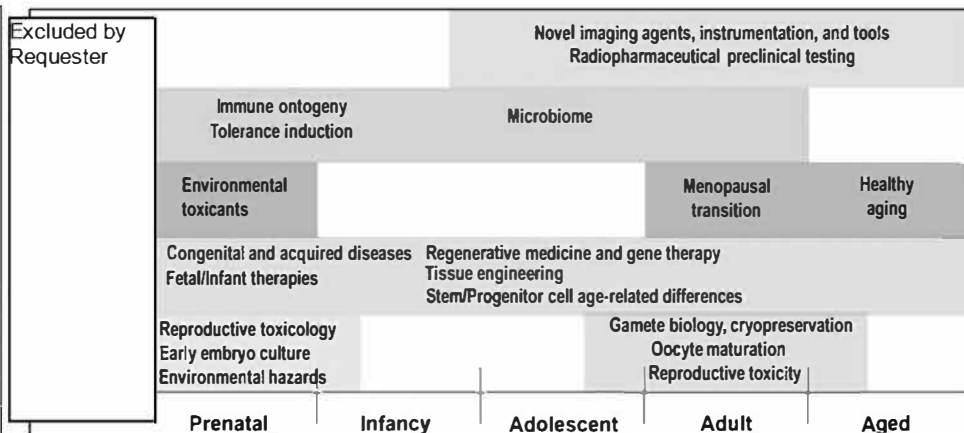 Excluded by
Requester
Novel imaging agents, instrumentation, and tools
Radiopharmaceutical preclinical testing
Immune ontogeny
Tolerance induction
Microbiome
Environmental
toxicants
Menopausal
transition
Healthy
aging
Congenital and acquired diseases
Fetal/Infant therapies
Regenerative medicine and gene therapy
Tissue engineering
Stem/Progenitor cell age-related differences
Reproductive toxicology
Early embryo culture
Environmental hazards
Gamete biology, cryopreservation
Oocyte maturation
Reproductive toxicity
Prenatal
Infancy
Adolescent
Adult
Aged